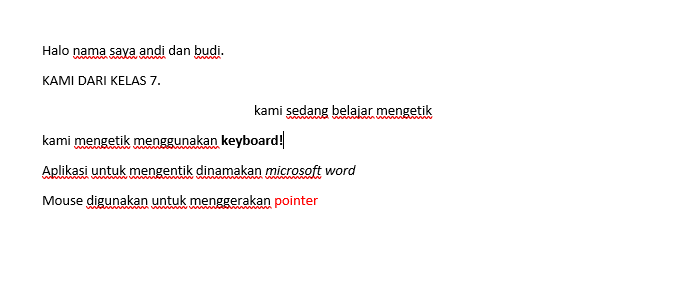 Halo nama saya andi dan budi.
KAMI DARI KELAS 7.
kami sedang belajar mengetik
kami mengetik menggunakan keyboard!
Aplikasi untuk mengentik dinamakan microsoft word
Mouse digunakan untuk menggerakan pointer